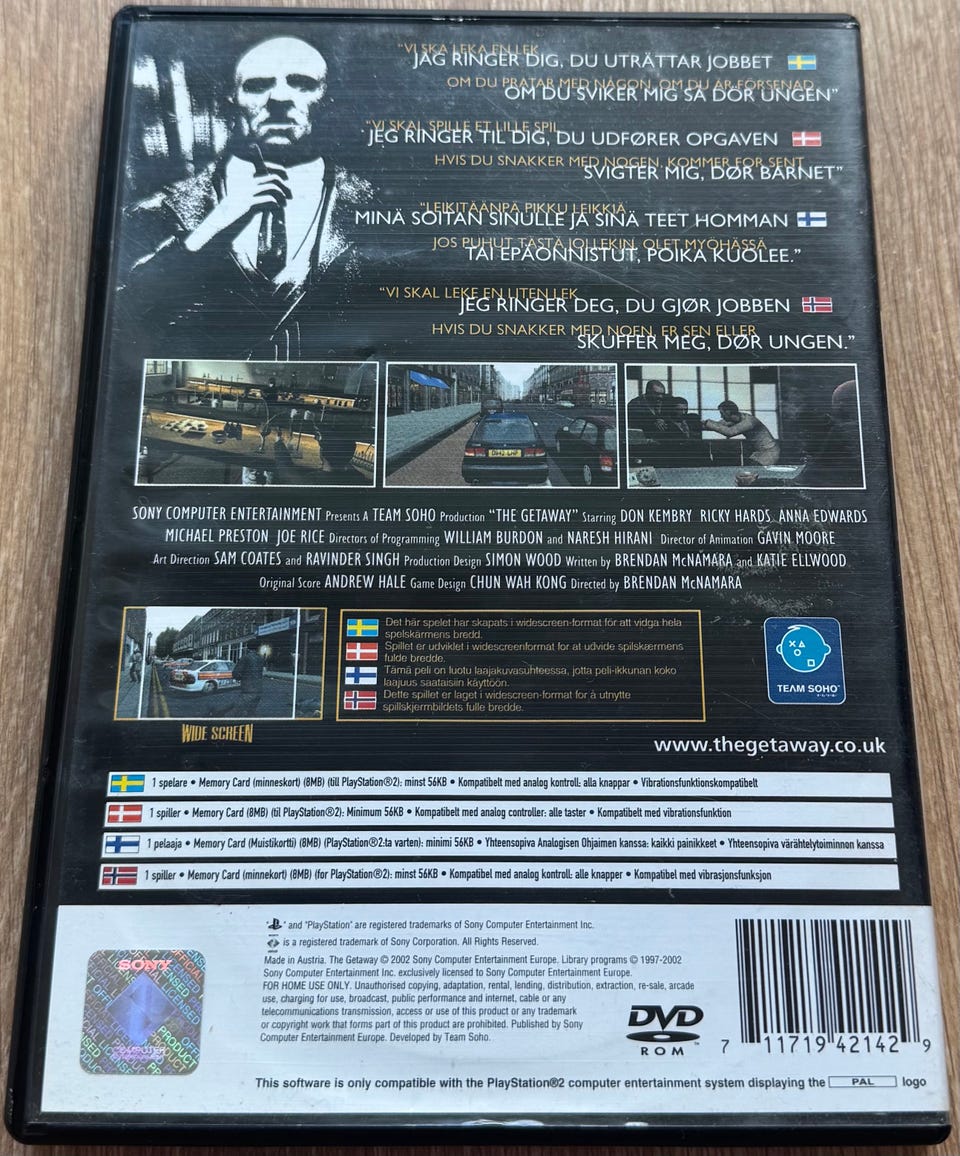 "VI SKA LEKA EN LEK
JAG RINGER DIG, DU UTRÄTTAR JOBBET
OM DU PRATAR MED NÅGON, OM DU ÄR FÖRSENAD
OM DU SVIKER MIG SÅ DÖR UNGEN"
"VI SKAL SPILLE ET LILLE SPIL
JEG RINGER TIL DIG, DU UDFØRER OPGAVEN
HVIS DU SNAKKER MED NOGEN, KOMMER FOR SENT
SVIGTER MIG, DØR BARNET"
"LEIKITÄÄNPÄ PIKKU LEIKKIÄ
MINÄ SOITAN SINULLE JA SINÄ TEET HOMMAN
JOS PUHUT TÄSTÄ JOLLEKIN, OLET MYÖHÄSSÄ
TAI EPÄONNISTUT, POIKA KUOLEE."
"VI SKAL LEKE EN LITEN LEK
JEG RINGER DEG, DU GJØR JOBBEN
HVIS DU SNAKKER MED NOEN, ER SEN ELLER
SKUFFER MEG, DØR UNGEN."
SONY COMPUTER ENTERTAINMENT Presents A TEAM SOHO Production "THE GETAWAY" Starring DON KEMBRY RICKY HARDS ANNA EDWARDS
MICHAEL PRESTON JOE RICE Directors of Programming WILLIAM BURDON and NARESH HIRANI Director of Animation GAVIN MOORE
Art Direction SAM COATES and RAVINDER SINGH Production Design SIMON WOOD Written by BRENDAN McNAMARA and KATIE ELLWOOD
Original Score ANDREW HALE Game Design CHUN WAH KONG Directed by BRENDAN McNAMARA
Det här spelet har skapats i widescreen-format för att vidga hela
spelskärmens bredd.
Spillet er udviklet i widescreenformat for at udvide spilskærmens
fulde bredde.
Tämä peli on luotu laajakuvasuhteessa, jotta peli-ikkunan koko
laajuus saataisiin käyttöön.
Dette spillet er laget i widescreen-format for å utnytte
spillskjermbildets fulle bredde.
WIDE SCREEN
TEAM SOHO
www.thegetaway.co.uk
1 spelare • Memory Card (minneskort) (8MB) (till PlayStation®2): minst 56KB • Kompatibelt med analog kontroll: alla knappar • Vibrationsfunktionskompatibelt
1 spiller • Memory Card (8MB) (til PlayStation®2): Minimum 56KB • Kompatibelt med analog controller: alle taster • Kompatibelt med vibrationsfunktion
1 pelaaja • Memory Card (Muistikortti) (8MB) (PlayStation®2:ta varten): minimi 56KB • Yhteensopiva Analogisen Ohjaimen kanssa: kaikki painikkeet • Yhteensopiva värähtelytoiminnon kanssa
1 spiller • Memory Card (minnekort) (8MB) (for PlayStation®2): minst 56KB • Kompatibel med analog kontroll: alle knapper • Kompatibel med vibrasjonsfunksjon
" " and "PlayStation" are registered trademarks of Sony Computer Entertainment Inc.
is a registered trademark of Sony Corporation. All Rights Reserved.
Made in Austria. The Getaway © 2002 Sony Computer Entertainment Europe. Library programs © 1997-2002
Sony Computer Entertainment Inc. exclusively licensed to Sony Computer Entertainment Europe.
FOR HOME USE ONLY. Unauthorised copying, adaptation, rental, lending, distribution, extraction, re-sale, arcade
use, charging for use, broadcast, public performance and internet, cable or any
telecommunications transmission, access or use of this product or any trademark
or copyright work that forms part of this product are prohibited. Published by Sony
Computer Entertainment Europe. Developed by Team Soho.
SONY
COMPUTER
DVD
ROM
7 11719 42142 9
This software is only compatible with the PlayStation®2 computer entertainment system displaying the PAL logo